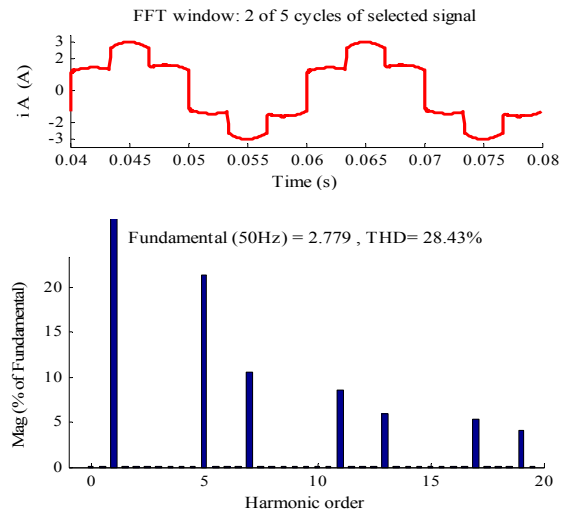 FFT window: 2 of 5 cycles of selected signal
3
2
0
-2
-3
i A (A)
0.04 0.045 0.05 0.055 0.06 0.065 0.07 0.075 0.08
Time (s)
Fundamental (50Hz) = 2.779 , THD= 28.43%
20
15
10
5
0
Mag (% of Fundamental)
0 5 10 15 20
Harmonic order